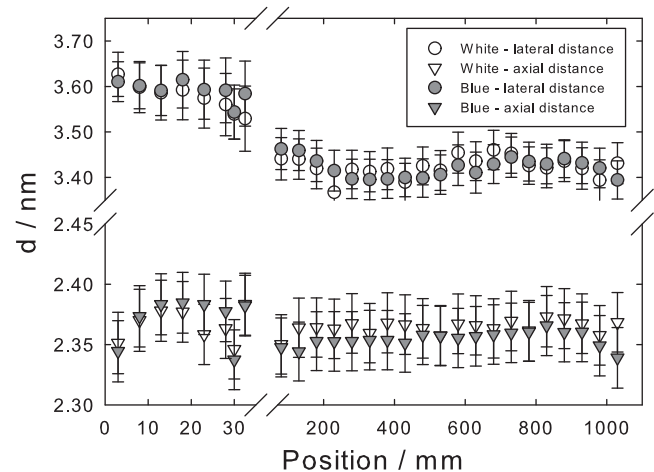 3.70
3.60
3.50
3.40
2.45
2.40
2.35
2.30
d / nm
White - lateral distance
White - axial distance
Blue - lateral distance
Blue - axial distance
0 10 20 30 200 400 600 800 1000
Position / mm